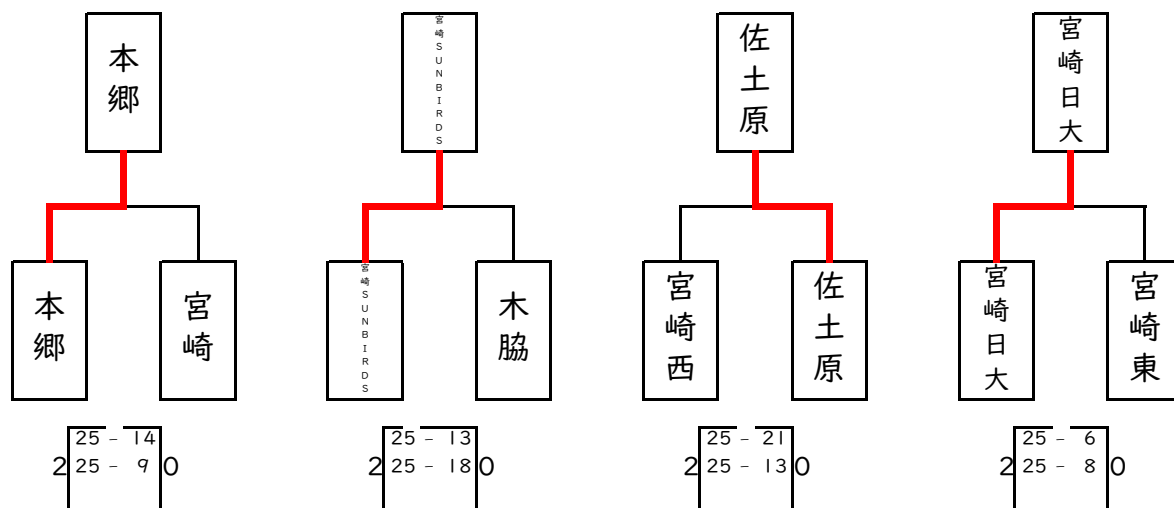 本郷
宮崎SUNBIRDS
佐土原
宮崎日大
本郷
宮崎
宮崎SUNBIRDS
木脇
宮崎西
佐土原
宮崎日大
宮崎東
25 - 14
2 25 - 9 0
25 - 13
2 25 - 18 0
25 - 21
2 25 - 13 0
25 - 6
2 25 - 8 0